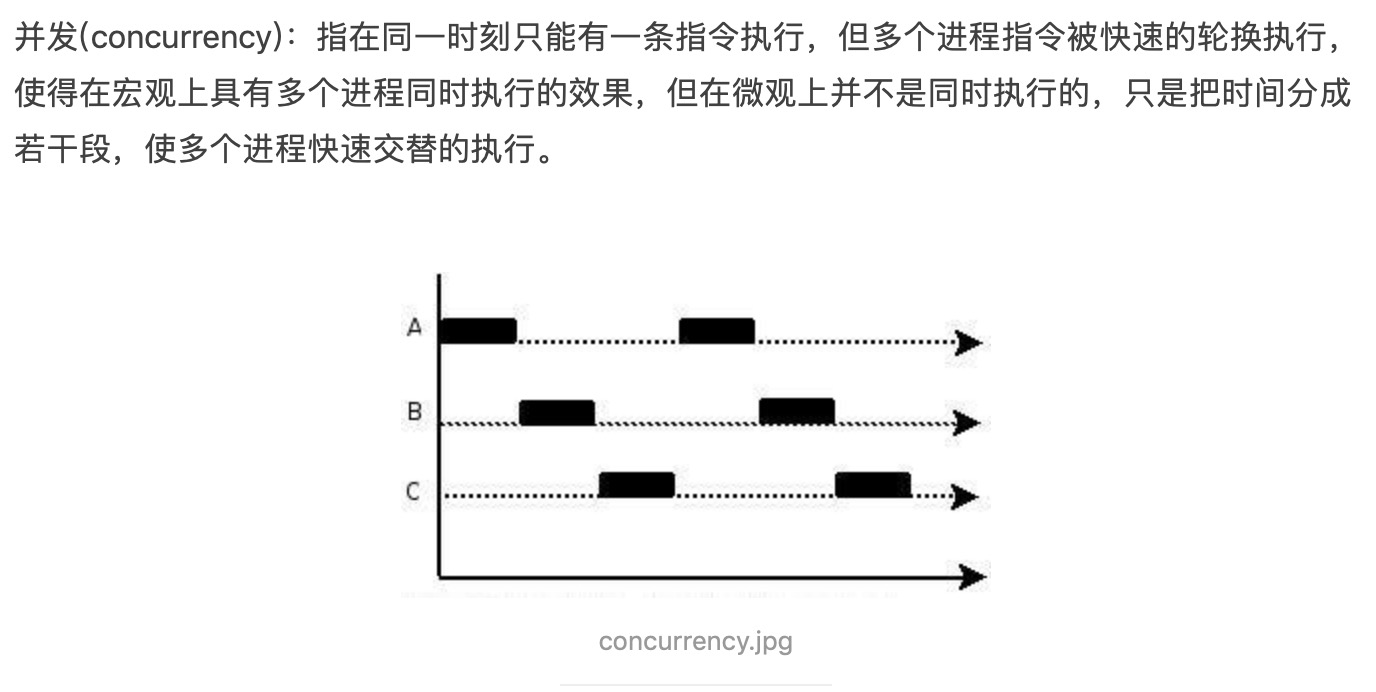 并发(concurrency)：指在同一时刻只能有一条指令执行，但多个进程指令被快速的轮换执行，
使得在宏观上具有多个进程同时执行的效果，但在微观上并不是同时执行的，只是把时间分成
若干段，使多个进程快速交替的执行。
A
B
C
concurrency.jpg